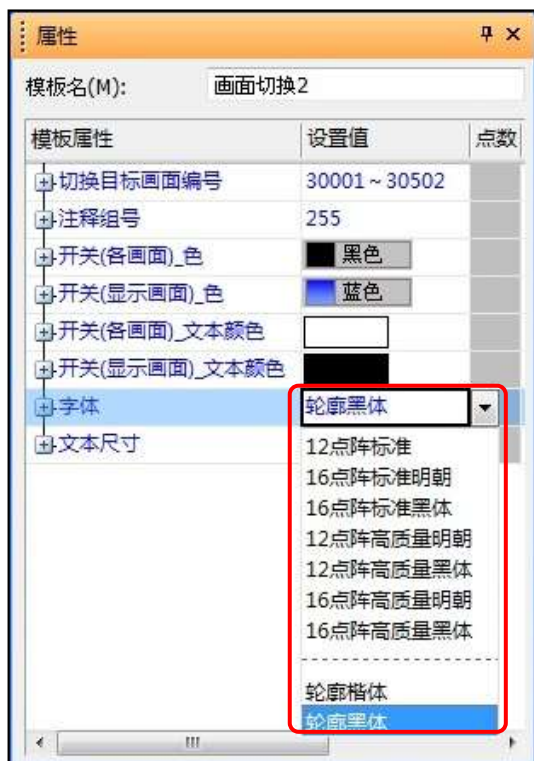 属性
模板名(M): 画面切换2
模板属性 设置值 点数
切换目标画面编号 30001～30502
注释组号 255
开关(各画面)_色 黑色
开关(显示画面)_色 蓝色
开关(各画面)_文本颜色
开关(显示画面)_文本颜色
字体 轮廓黑体
文本尺寸
12点阵标准
16点阵标准明朝
16点阵标准黑体
12点阵高质量明朝
12点阵高质量黑体
16点阵高质量明朝
16点阵高质量黑体
轮廓楷体
轮廓黑体